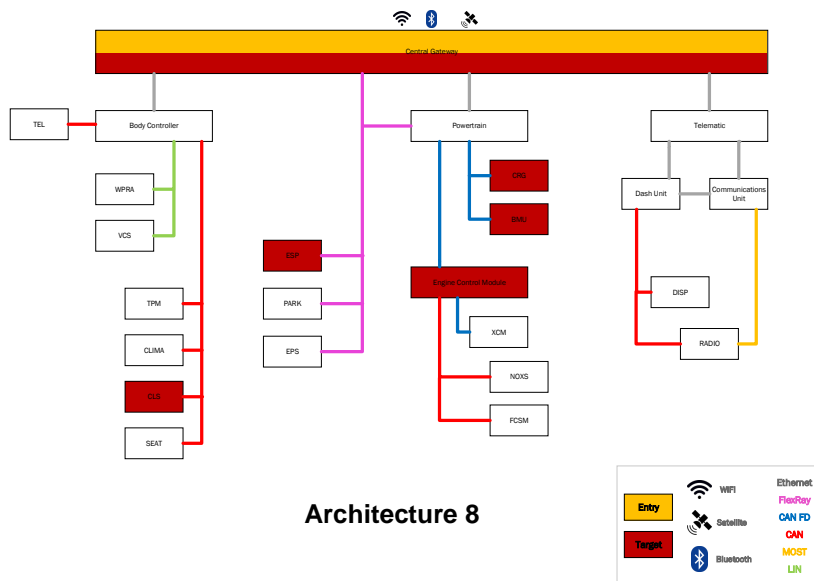 Central Gateway
TEL
Body Controller
Powertrain
Telematic
WPRA
CRG
Dash Unit
Communications
Unit
VCS
BMU
ESP
Engine Control Module
TPM
PARK
DISP
XCM
CLIMA
EPS
RADIO
NOXS
CLS
FCSM
SEAT
Architecture 8
Entry
Target
WiFi
Satellite
Bluetooth
Ethernet
FlexRay
CAN FD
CAN
MOST
LIN